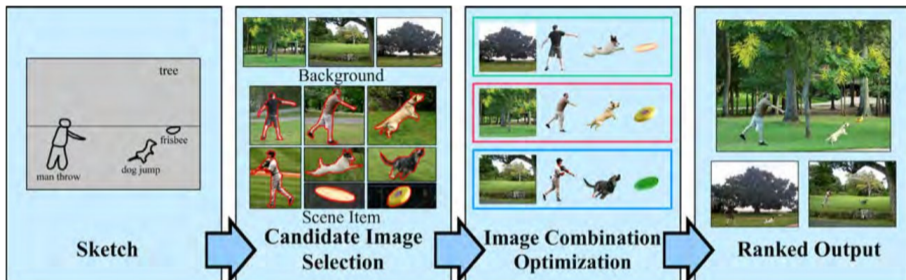 tree
frisbee
man throw
dog jump
Sketch
Background
Scene Item
Candidate Image
Selection
Image Combination
Optimization
Ranked Output